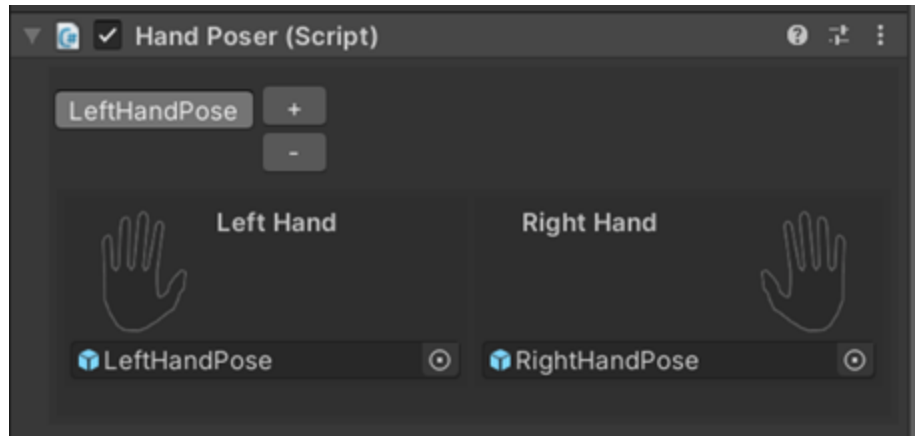 Hand Poser (Script)
LeftHandPose +
-
Left Hand Right Hand
LeftHandPose RightHandPose